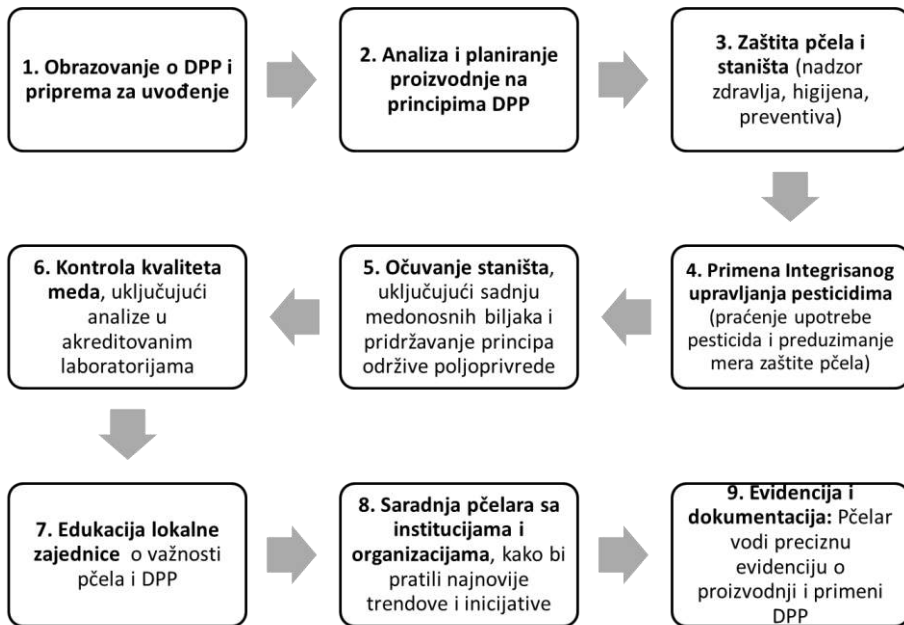 1. Obrazovanje o DPP i
priprema za uvođenje
2. Analiza i planiranje
proizvodnje na
principima DPP
3. Zaštita pčela i
staništa (nadzor
zdravlja, higijena,
preventiva)
4. Primena Integrisanog
upravljanja pesticidima
(praćenje upotrebe
pesticida i preduzimanje
mera zaštite pčela)
5. Očuvanje staništa,
uključujući sadnju
medonosnih biljaka i
pridržavanje principa
održive poljoprivrede
6. Kontrola kvaliteta
meda, uključujući
analize u
akreditovanim
laboratorijama
7. Edukacija lokalne
zajednice o važnosti
pčela i DPP
8. Saradnja pčelara sa
institucijama i
organizacijama, kako bi
pratili najnovije
trendove i inicijative
9. Evidencija i
dokumentacija: Pčelar
vodi preciznu
evidenciju o
proizvodnji i primeni
DPP